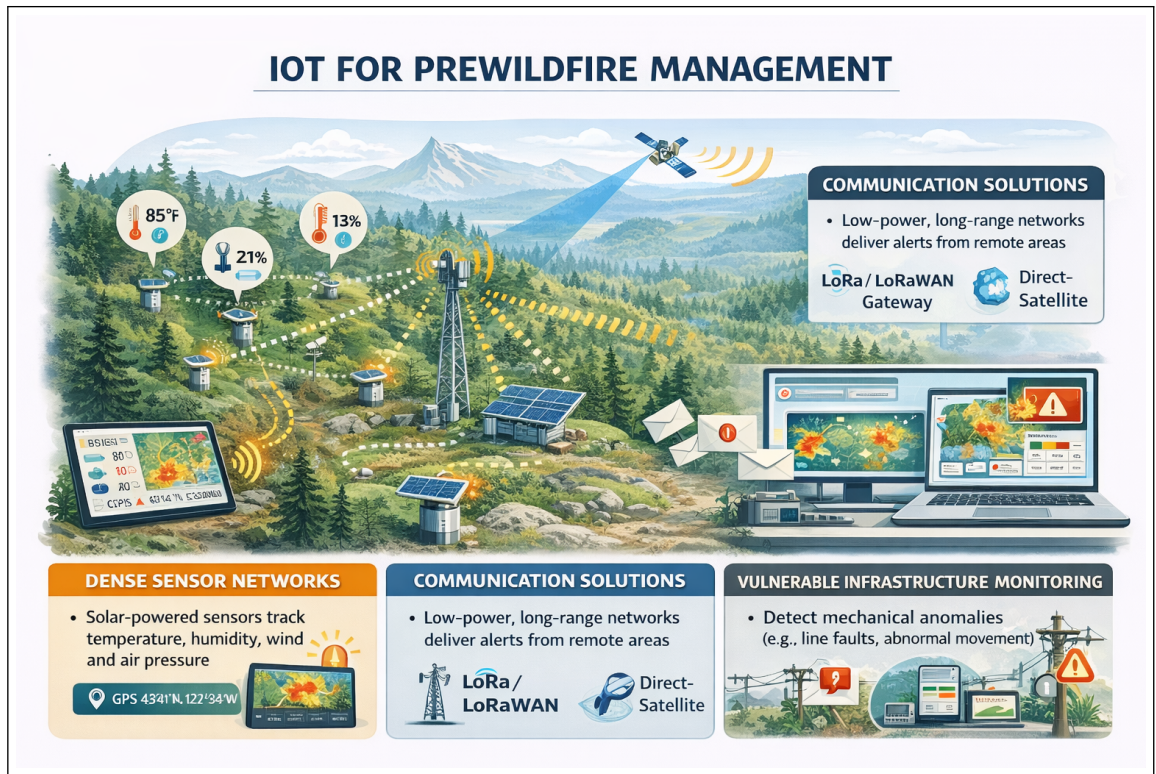 IOT FOR PREWILDFIRE MANAGEMENT
85°F
21%
13%
COMMUNICATION SOLUTIONS
• Low-power, long-range networks
deliver alerts from remote areas
LoRa / LoRaWAN
Gateway
Direct-
Satellite
80
DENSE SENSOR NETWORKS
• Solar-powered sensors track
temperature, humidity, wind
and air pressure
GPS
COMMUNICATION SOLUTIONS
• Low-power, long-range networks
deliver alerts from remote areas
LoRa /
LoRaWAN
Direct-
Satellite
VULNERABLE INFRASTRUCTURE MONITORING
• Detect mechanical anomalies
(e.g., line faults, abnormal movement)